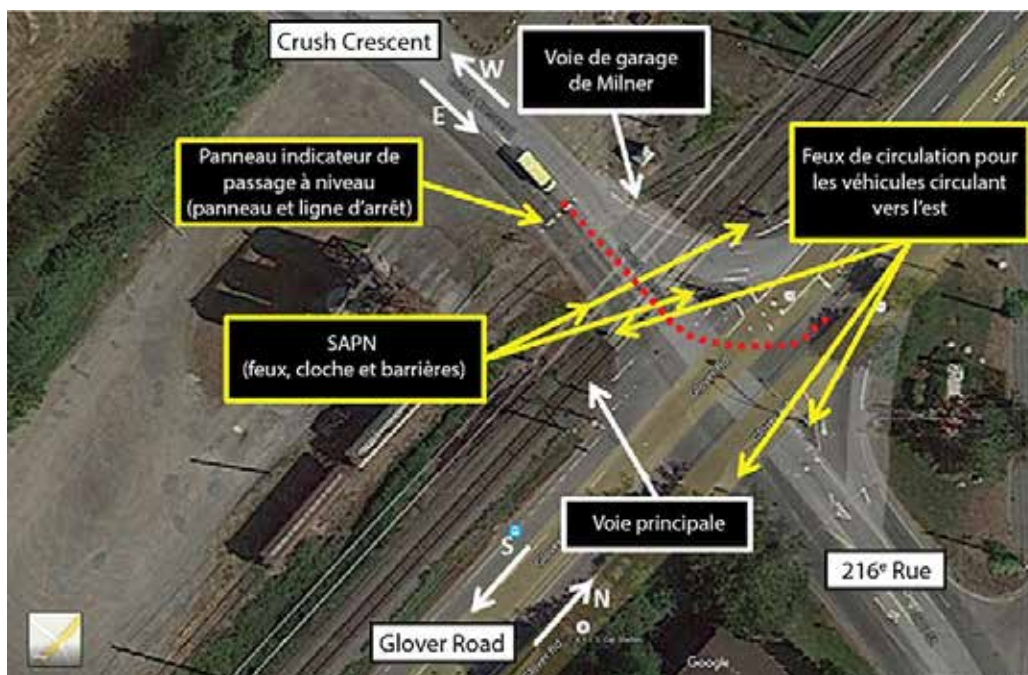 Crush Crescent
W
E
Voie de garage
de Milner
Panneau indicateur de
passage à niveau
(panneau et ligne d'arrêt)
Feux de circulation pour
les véhicules circulant
vers l'est
SAPN
(feux, cloche et barrières)
Voie principale
S
N
216e Rue
Glover Road
Google